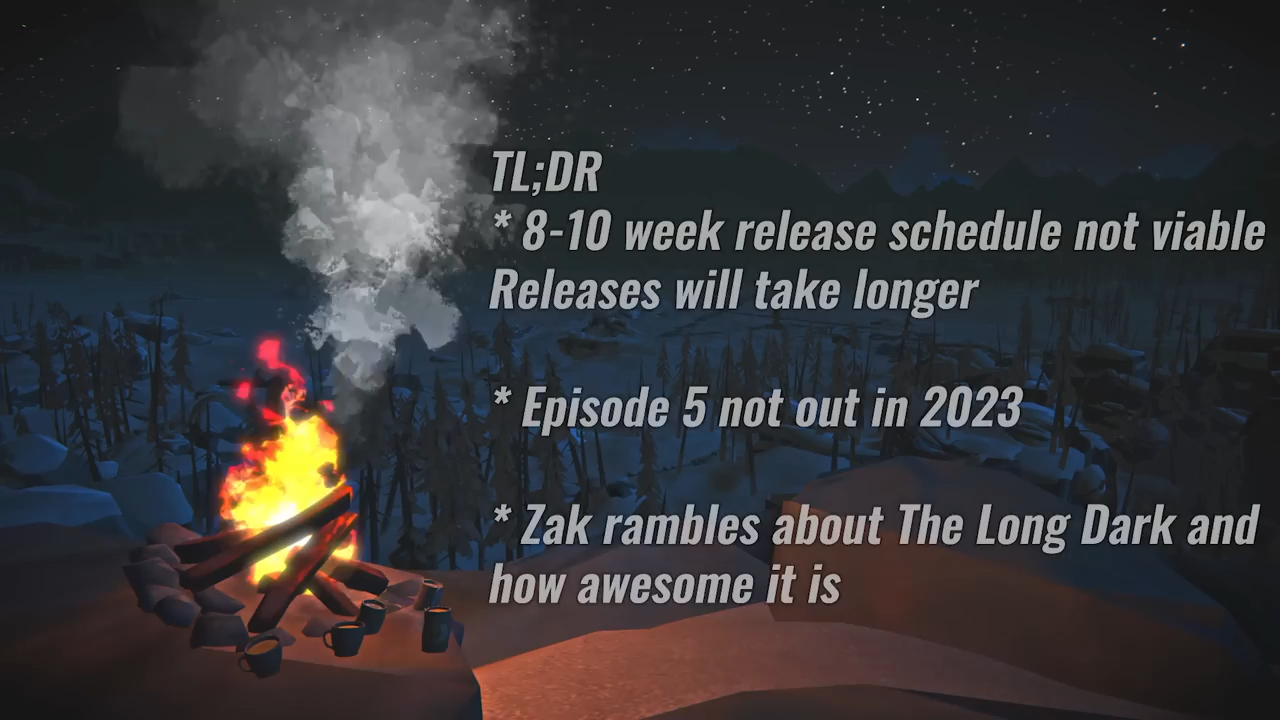 TL;DR
* 8-10 week release schedule not viable
Releases will take longer
* Episode 5 not out in 2023
* Zak rambles about The Long Dark and
how awesome it is